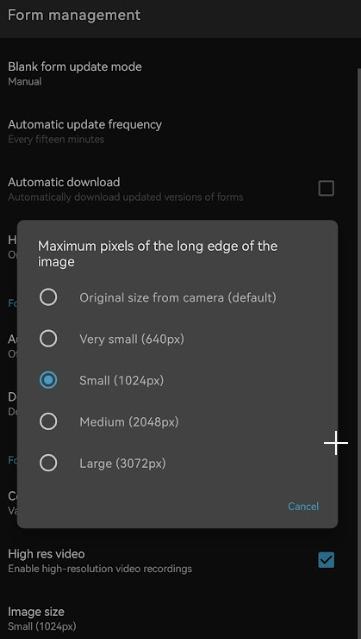 Form management
Blank form update mode
Manual
Automatic update frequency
Every fifteen minutes
Automatic download
Automatically download updated versions of forms
Maximum pixels of the long edge of the
image
Original size from camera (default)
Very small (640px)
Small (1024px)
Medium (2048px)
Large (3072px)
Cancel
High res video
Enable high-resolution video recordings
Image size
Small (1024px)